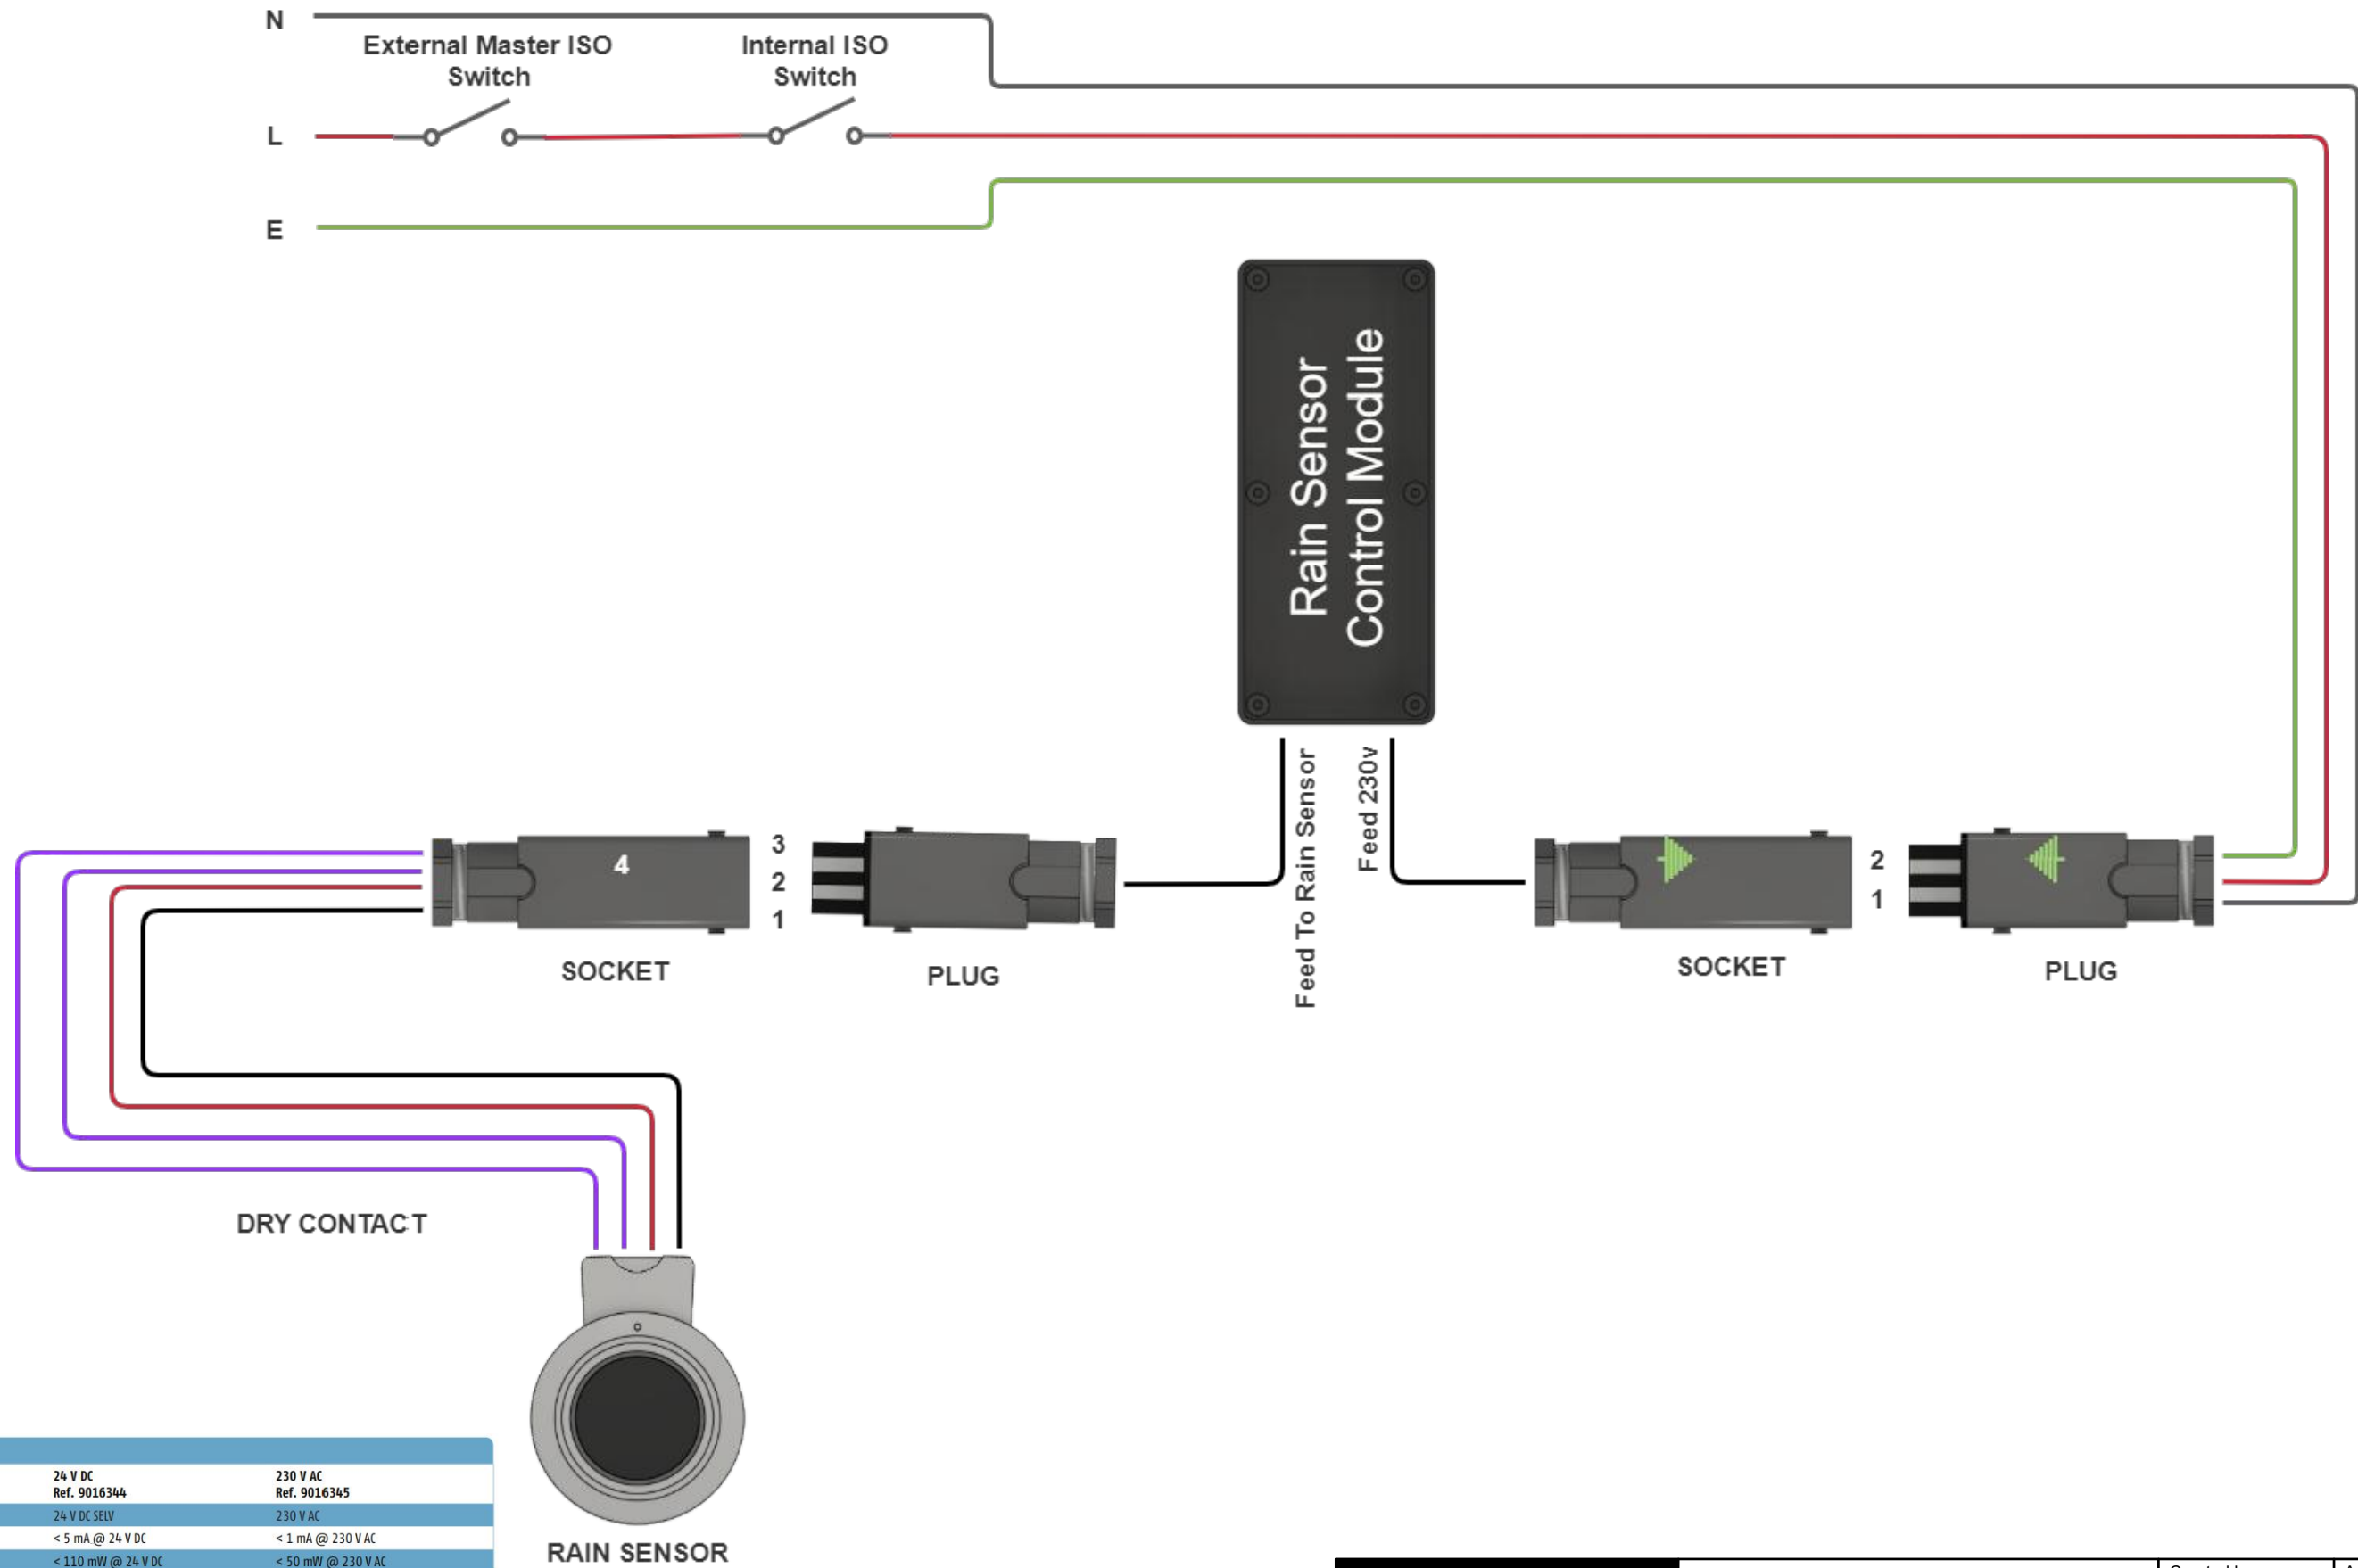 N
External Master ISO
Switch
Internal ISO
Switch
L
E
Rain Sensor
Control Module
Feed To Rain Sensor
Feed 230v
4
3
2
1
SOCKET
PLUG
2
1
SOCKET
PLUG
DRY CONTACT
RAIN SENSOR
24 V DC
Ref. 9016344
230 V AC
Ref. 9016345
24 V DC SELV
230 V AC
< 5 mA @ 24 V DC
< 1 mA @ 230 V AC
< 110 mW @ 24 V DC
< 50 mW @ 230 V AC